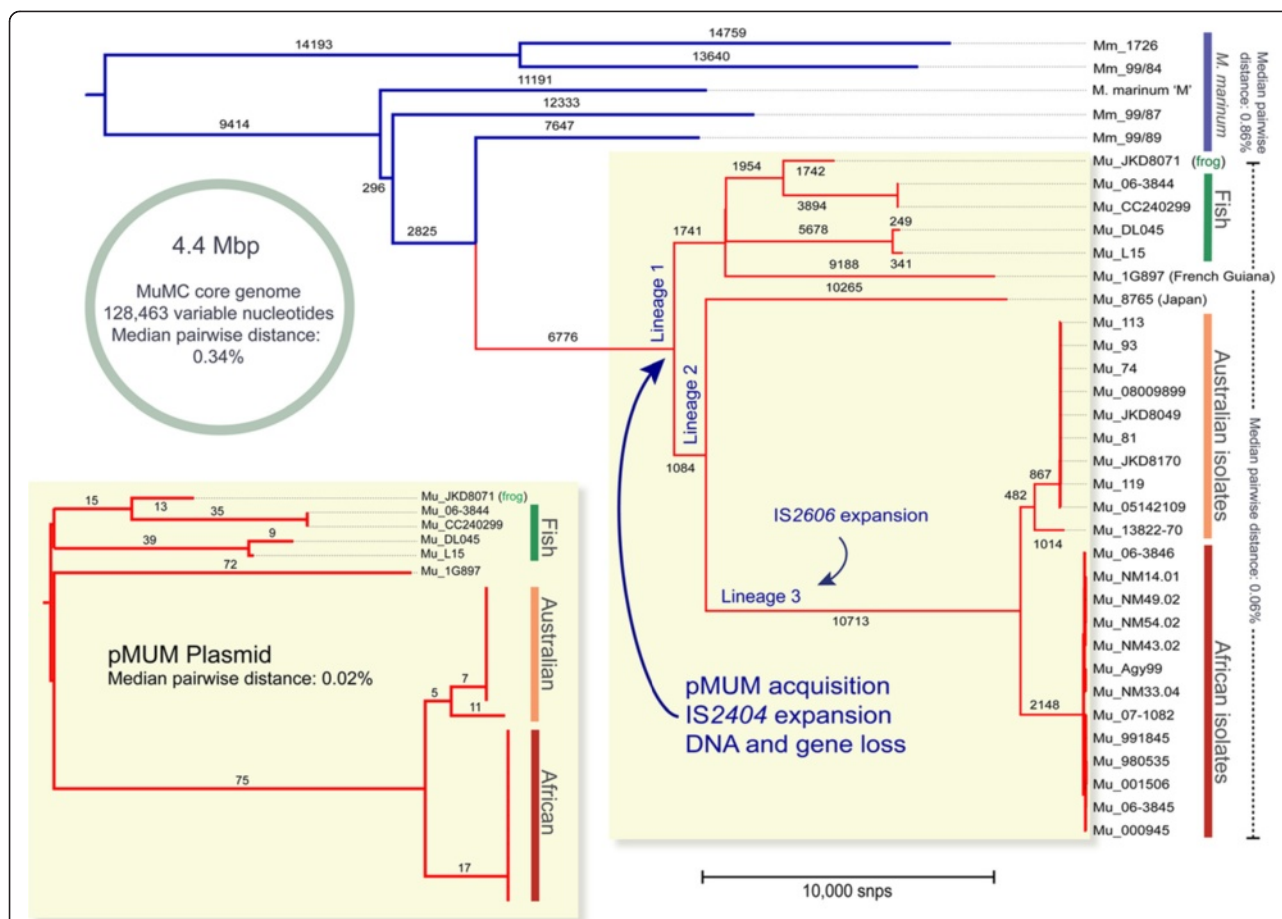 14759
14193
Mm_1726
13640
Mm_99/84
11191
M. marinum 'M'
12333
9414
Mm_99/87
7647
Mm_99/89
M. marinum
Median pairwise
distance: 0.86%
296
2825
1954
1742
Mu_JKD8071 (frog)
Mu_06-3844
3894
Mu_CC240299
1741
5678
249
Mu_DL045
341
Mu_L15
Fish
9188
Mu_1G897 (French Guiana)
10265
Mu_8765 (Japan)
6776
Lineage 1
Lineage 2
1084
4.4 Mbp
MuMC core genome
128,463 variable nucleotides
Median pairwise distance:
0.34%
Mu_113
Mu_93
Mu_74
Mu_08009899
Mu_JKD8049
Mu_81
Mu_JKD8170
867
Mu_119
482
Mu_05142109
1014
Mu_13822-70
Australian isolates
Median pairwise distance: 0.06%
IS2606 expansion
Lineage 3
10713
Mu_06-3846
Mu_NM14.01
Mu_NM49.02
Mu_NM54.02
Mu_NM43.02
Mu_Agy99
Mu_NM33.04
2148
Mu_07-1082
Mu_991845
Mu_980535
Mu_001506
Mu_06-3845
Mu_000945
African isolates
pMUM acquisition
IS2404 expansion
DNA and gene loss
10,000 snps
15
13
Mu_JKD8071 (frog)
35
Mu_06-3844
Mu_CC240299
39
9
Mu_DL045
Mu_L15
Fish
72
Mu_1G897
pMUM Plasmid
Median pairwise distance: 0.02%
5
7
11
Australian
75
17
African